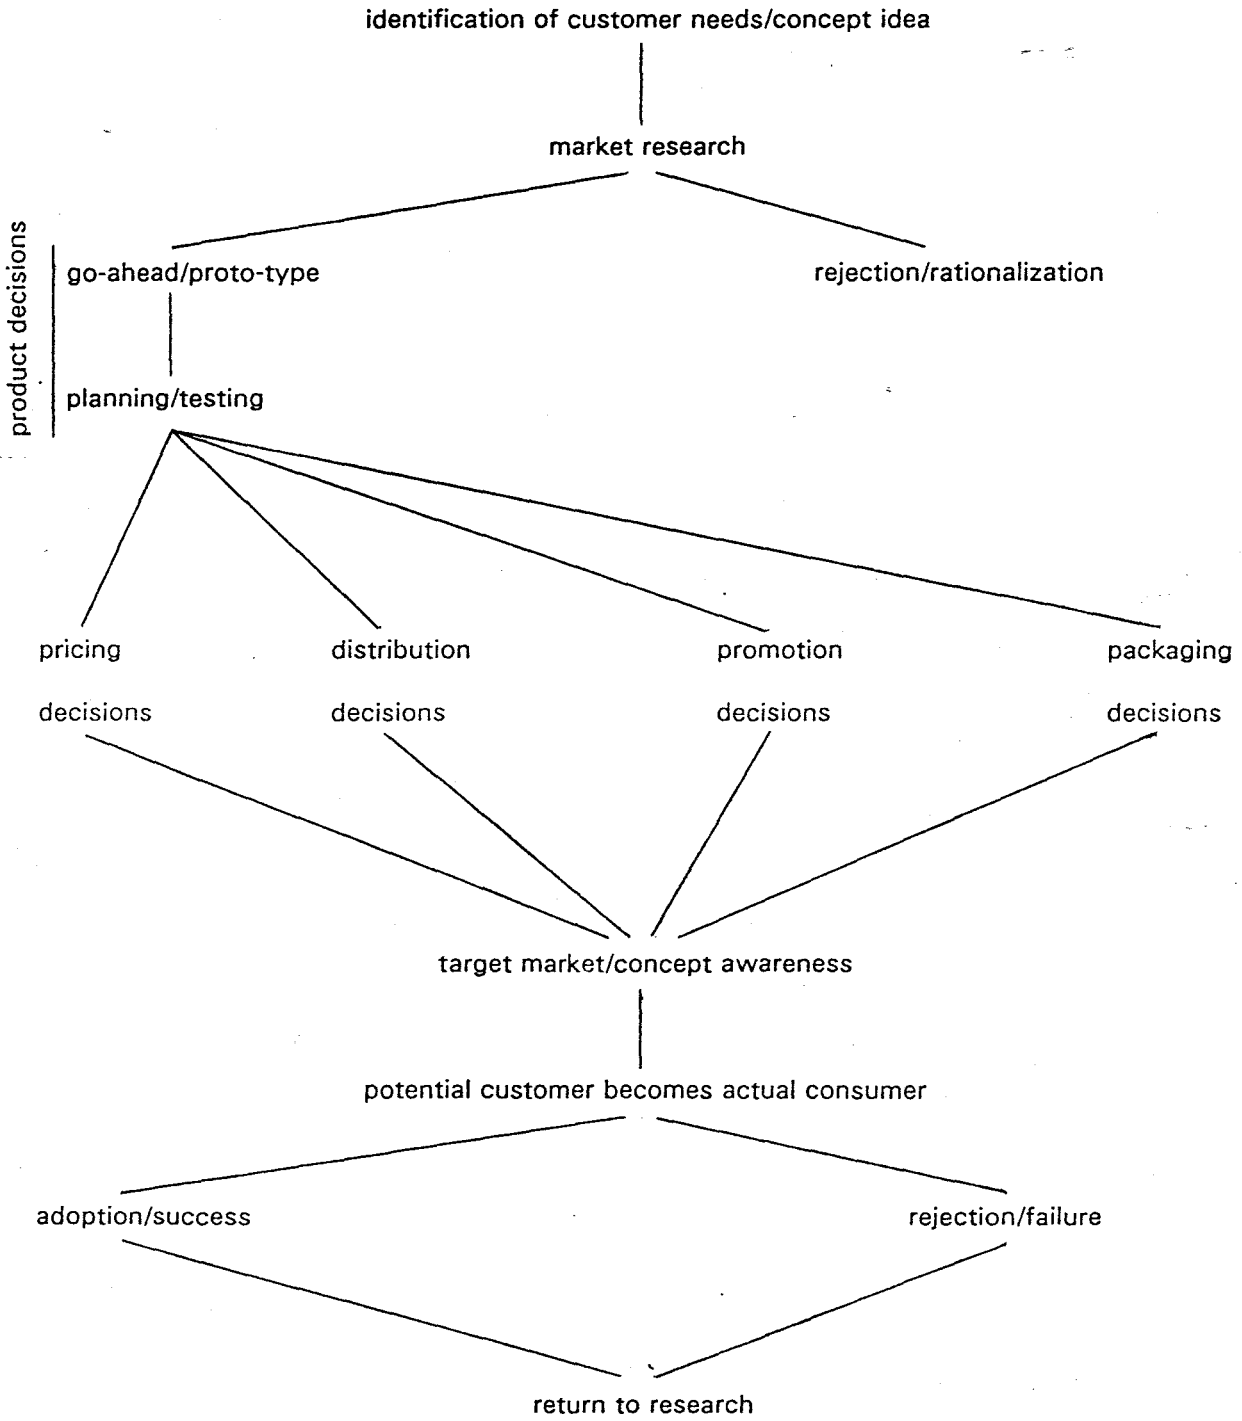 identification of customer needs/concept idea
market research
product decisions
go-ahead/proto-type
rejection/rationalization
planning/testing
pricing
distribution
promotion
packaging
decisions
decisions
decisions
decisions
target market/concept awareness
potential customer becomes actual consumer
adoption/success
rejection/failure
return to research